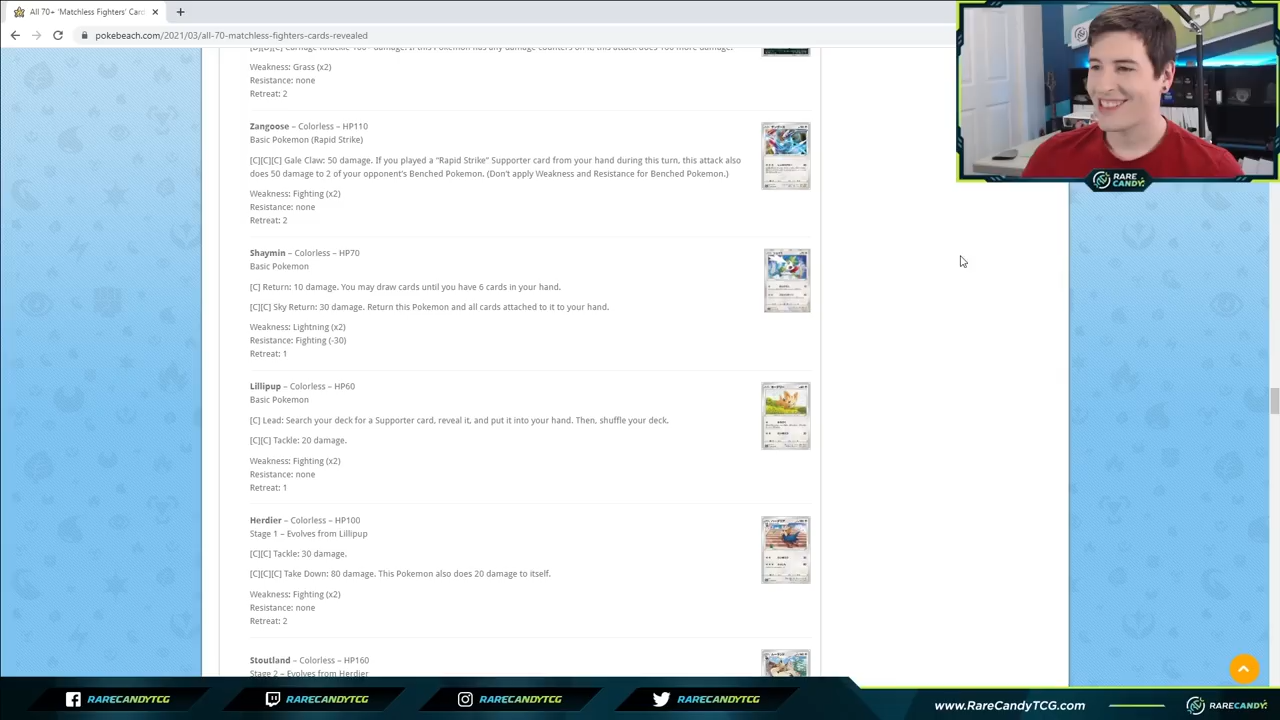 All 70+ 'Matchless Fighters' Card
pokebeach.com/2021/03/all-70-matchless-fighters-cards-revealed
Weakness: Grass (x2)
Resistance: none
Retreat: 2
Zangoose – Colorless – HP110
Basic Pokemon (Rapid Strike)
[C][C][C] Gale Claw: 50 damage. If you played a "Rapid Strike" Supporter card from your hand during this turn, this attack also
does 50 damage to 2 of your opponent's Benched Pokemon. (Don't apply Weakness and Resistance for Benched Pokemon.)
Weakness: Fighting (x2)
Resistance: none
Retreat: 2
Shaymin – Colorless – HP70
Basic Pokemon
[C] Return: 10 damage. You may draw cards until you have 6 cards in your hand.
[C][C] Sky Return: 30 damage. Return this Pokemon and all cards attached to it to your hand.
Weakness: Lightning (x2)
Resistance: Fighting (-30)
Retreat: 1
Lillipup – Colorless – HP60
Basic Pokemon
[C] Lead: Search your deck for a Supporter card, reveal it, and put it into your hand. Then, shuffle your deck.
[C][C] Tackle: 20 damage.
Weakness: Fighting (x2)
Resistance: none
Retreat: 1
Herdier – Colorless – HP100
Stage 1 – Evolves from Lillipup
[C][C] Tackle: 30 damage.
[C][C][C] Take Down: 80 damage. This Pokemon also does 20 damage to itself.
Weakness: Fighting (x2)
Resistance: none
Retreat: 2
Stoutland – Colorless – HP160
Stage 2 – Evolves from Herdier
RARE
CANDY
RARECANDYTCG
RARECANDYTCG
RARECANDYTCG
RARECANDYTCG
www.RareCandyTCG.com
RARECANDY